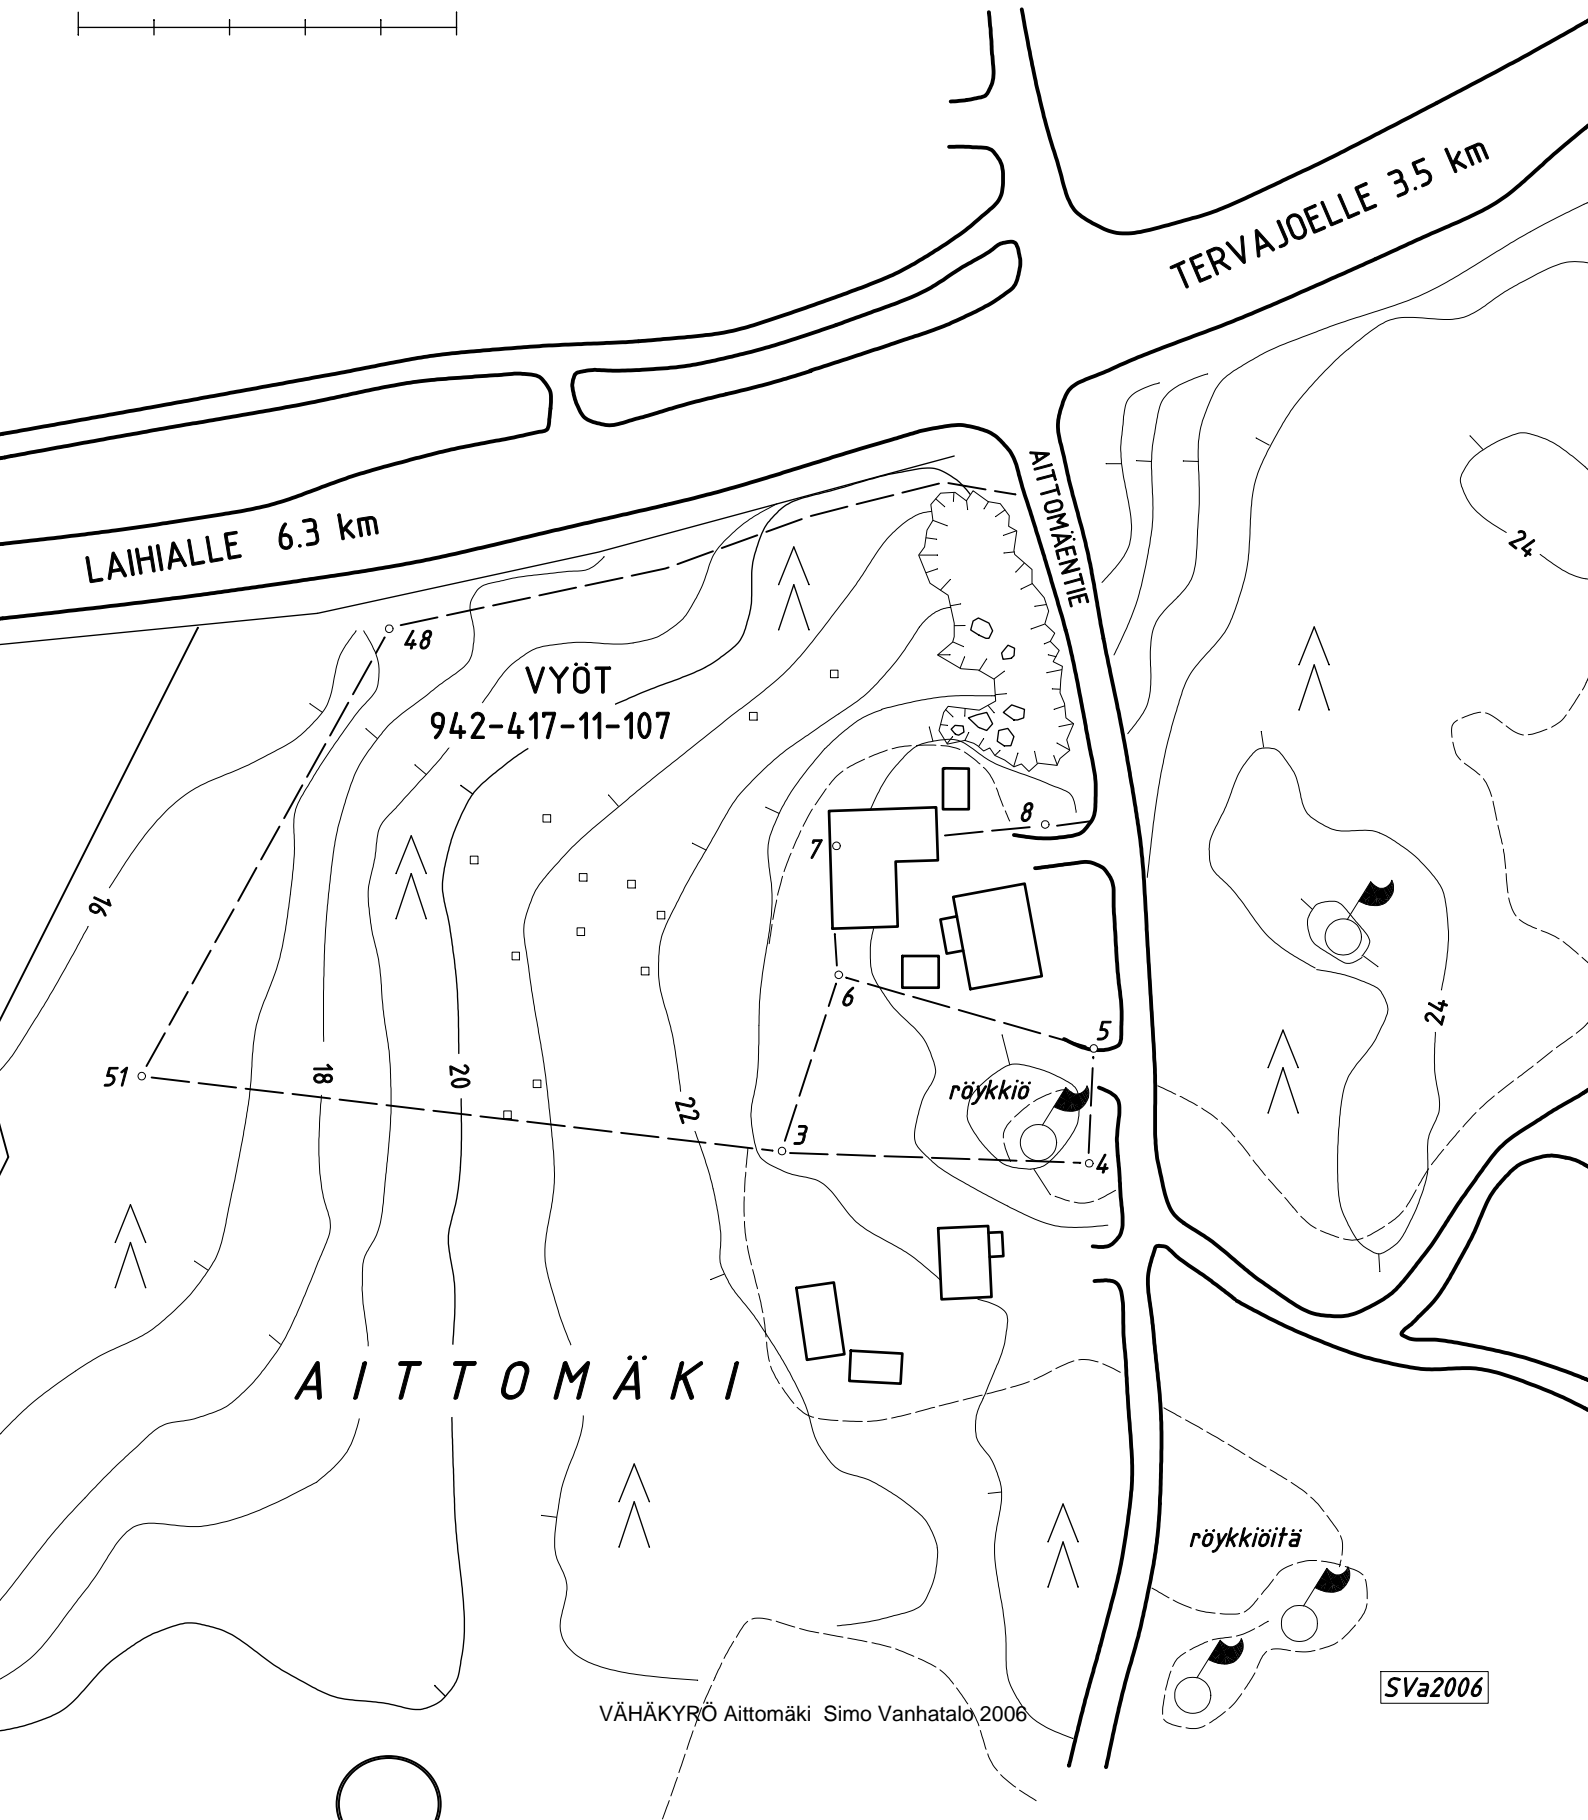 TERVAJOELLE 3.5 km
AITTOMÄENTIE
LAIHIALLE 6.3 km
24
48
VYÖT
942-417-11-107
8
7
16
6
24
5
51
18
20
22
röykkiö
3
4
AITTOMÄKI
röykkiöitä
SVa2006
VÄHÄKYRÖ Aittomäki Simo Vanhatalo 2006